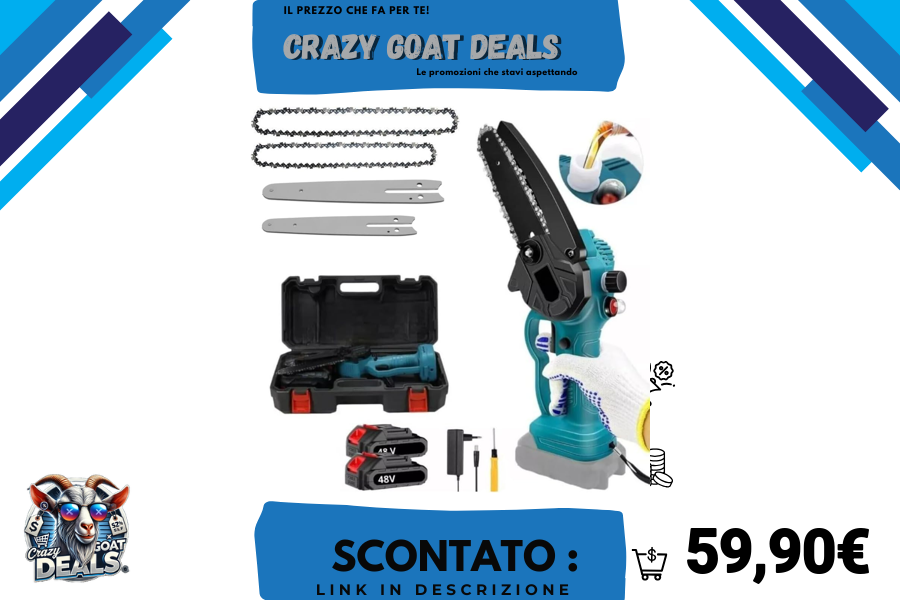 IL PREZZO CHE FA PER TE!
CRAZY GOAT DEALS
Le promozioni che stavi aspettando
48 V
48V
$
Crazy
GOAT
DEALS
SCONTATO :
LINK IN DESCRIZIONE
$
59,90€